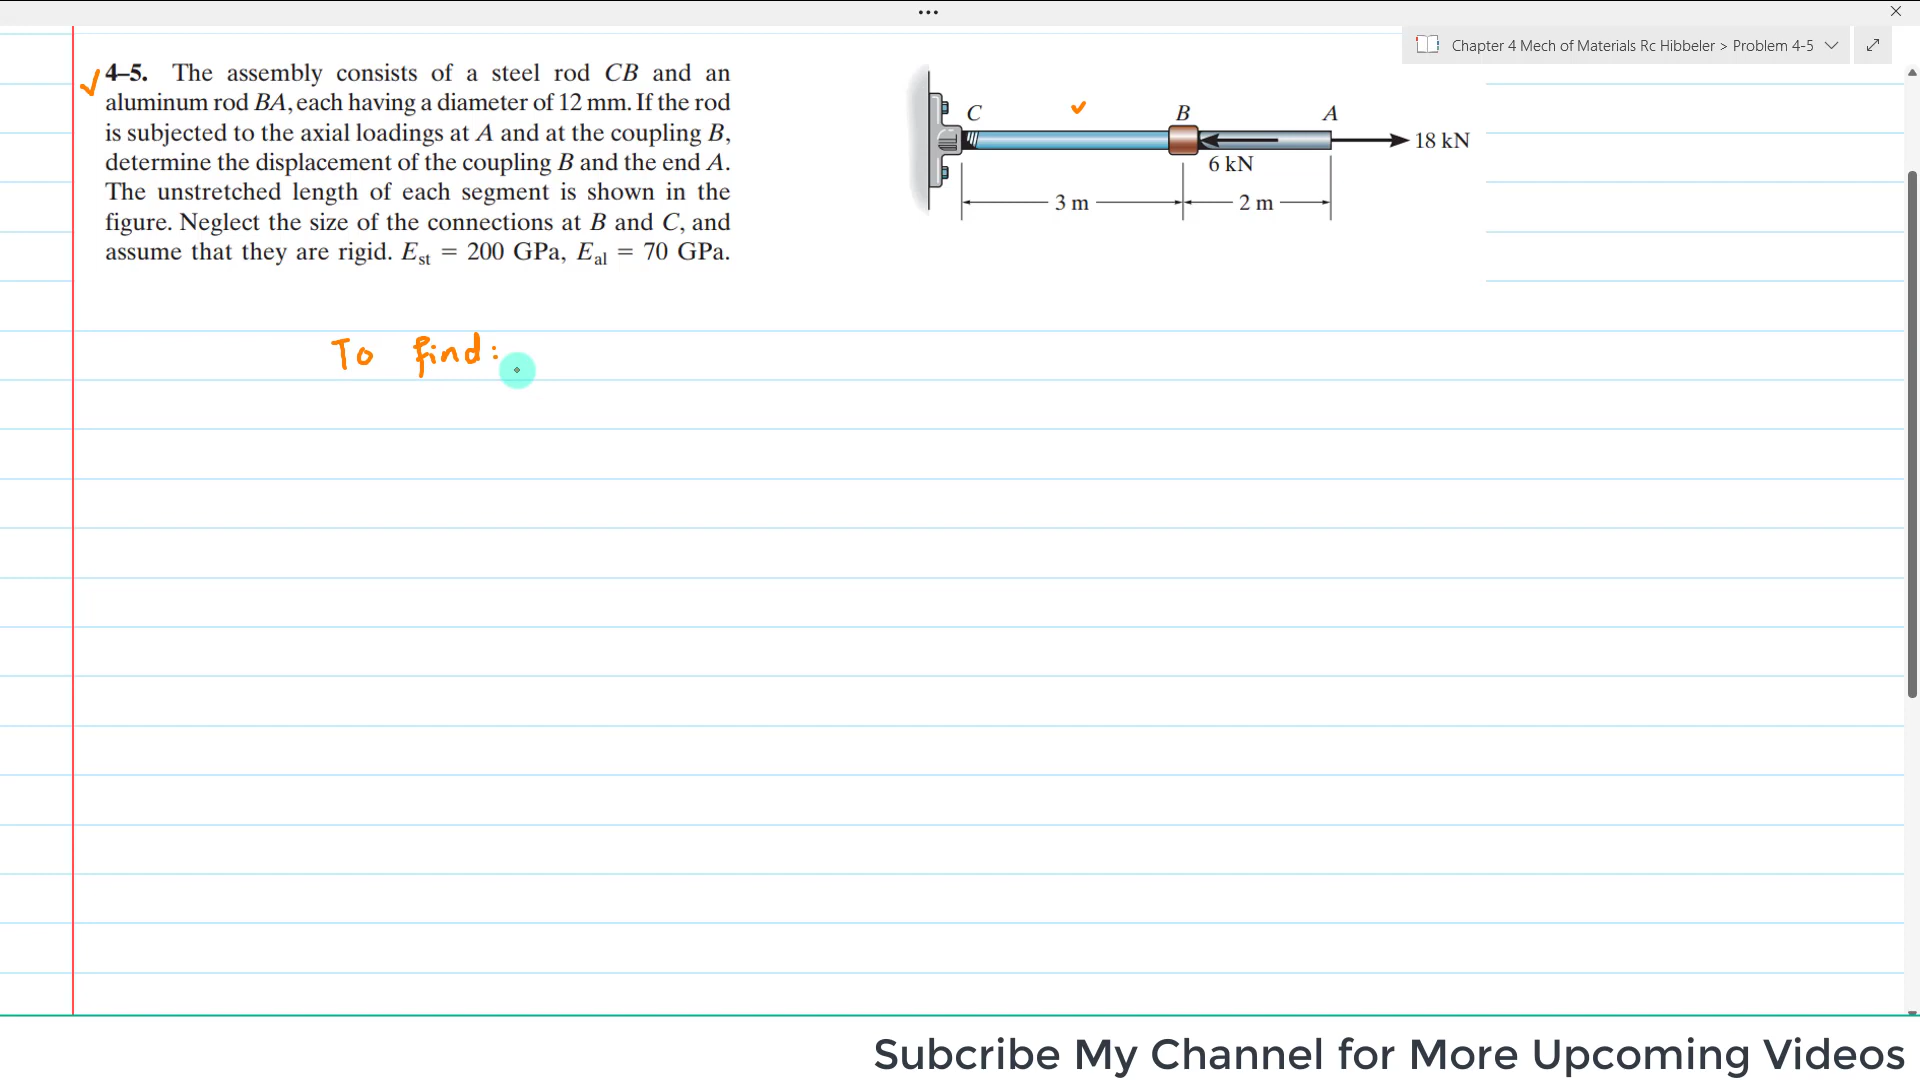 ...
Chapter 4 Mech of Materials Rc Hibbeler > Problem 4-5
4–5. The assembly consists of a steel rod CB and an
aluminum rod BA, each having a diameter of 12 mm. If the rod
is subjected to the axial loadings at A and at the coupling B,
determine the displacement of the coupling B and the end A.
The unstretched length of each segment is shown in the
figure. Neglect the size of the connections at B and C, and
assume that they are rigid. Est = 200 GPa, Eal = 70 GPa.
C B A
18 kN
6 kN
3 m 2 m
To find:
Subcribe My Channel for More Upcoming Videos